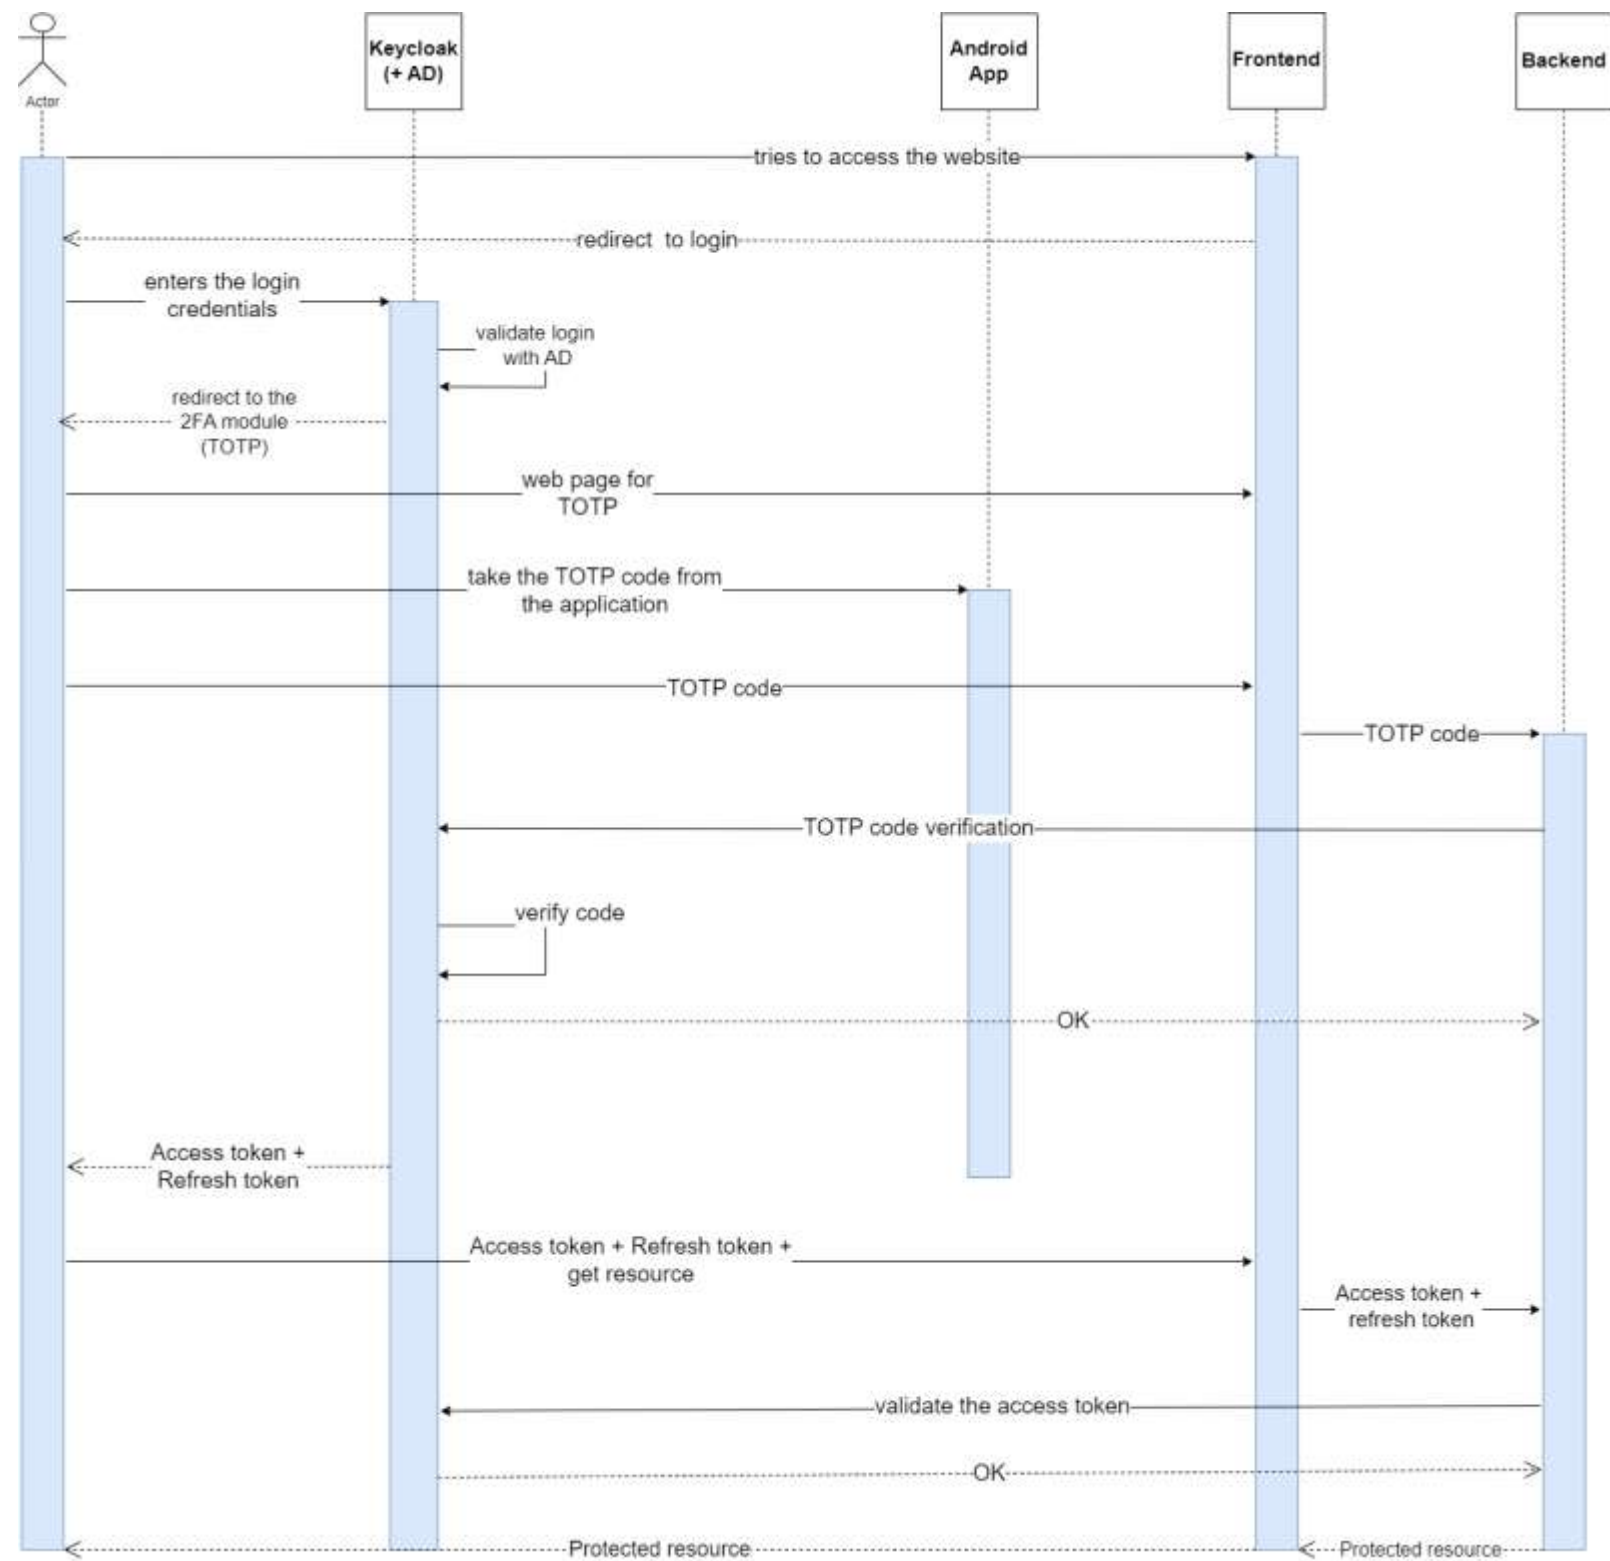 Actor
Keycloak
(+ AD)
Android
App
Frontend
Backend
tries to access the website
redirect to login
enters the login
credentials
validate login
with AD
redirect to the
2FA module
(TOTP)
web page for
TOTP
take the TOTP code from
the application
TOTP code
TOTP code
TOTP code verification
verify code
OK
Access token +
Refresh token
Access token + Refresh token +
get resource
Access token +
refresh token
validate the access token
OK
Protected resource
Protected resource